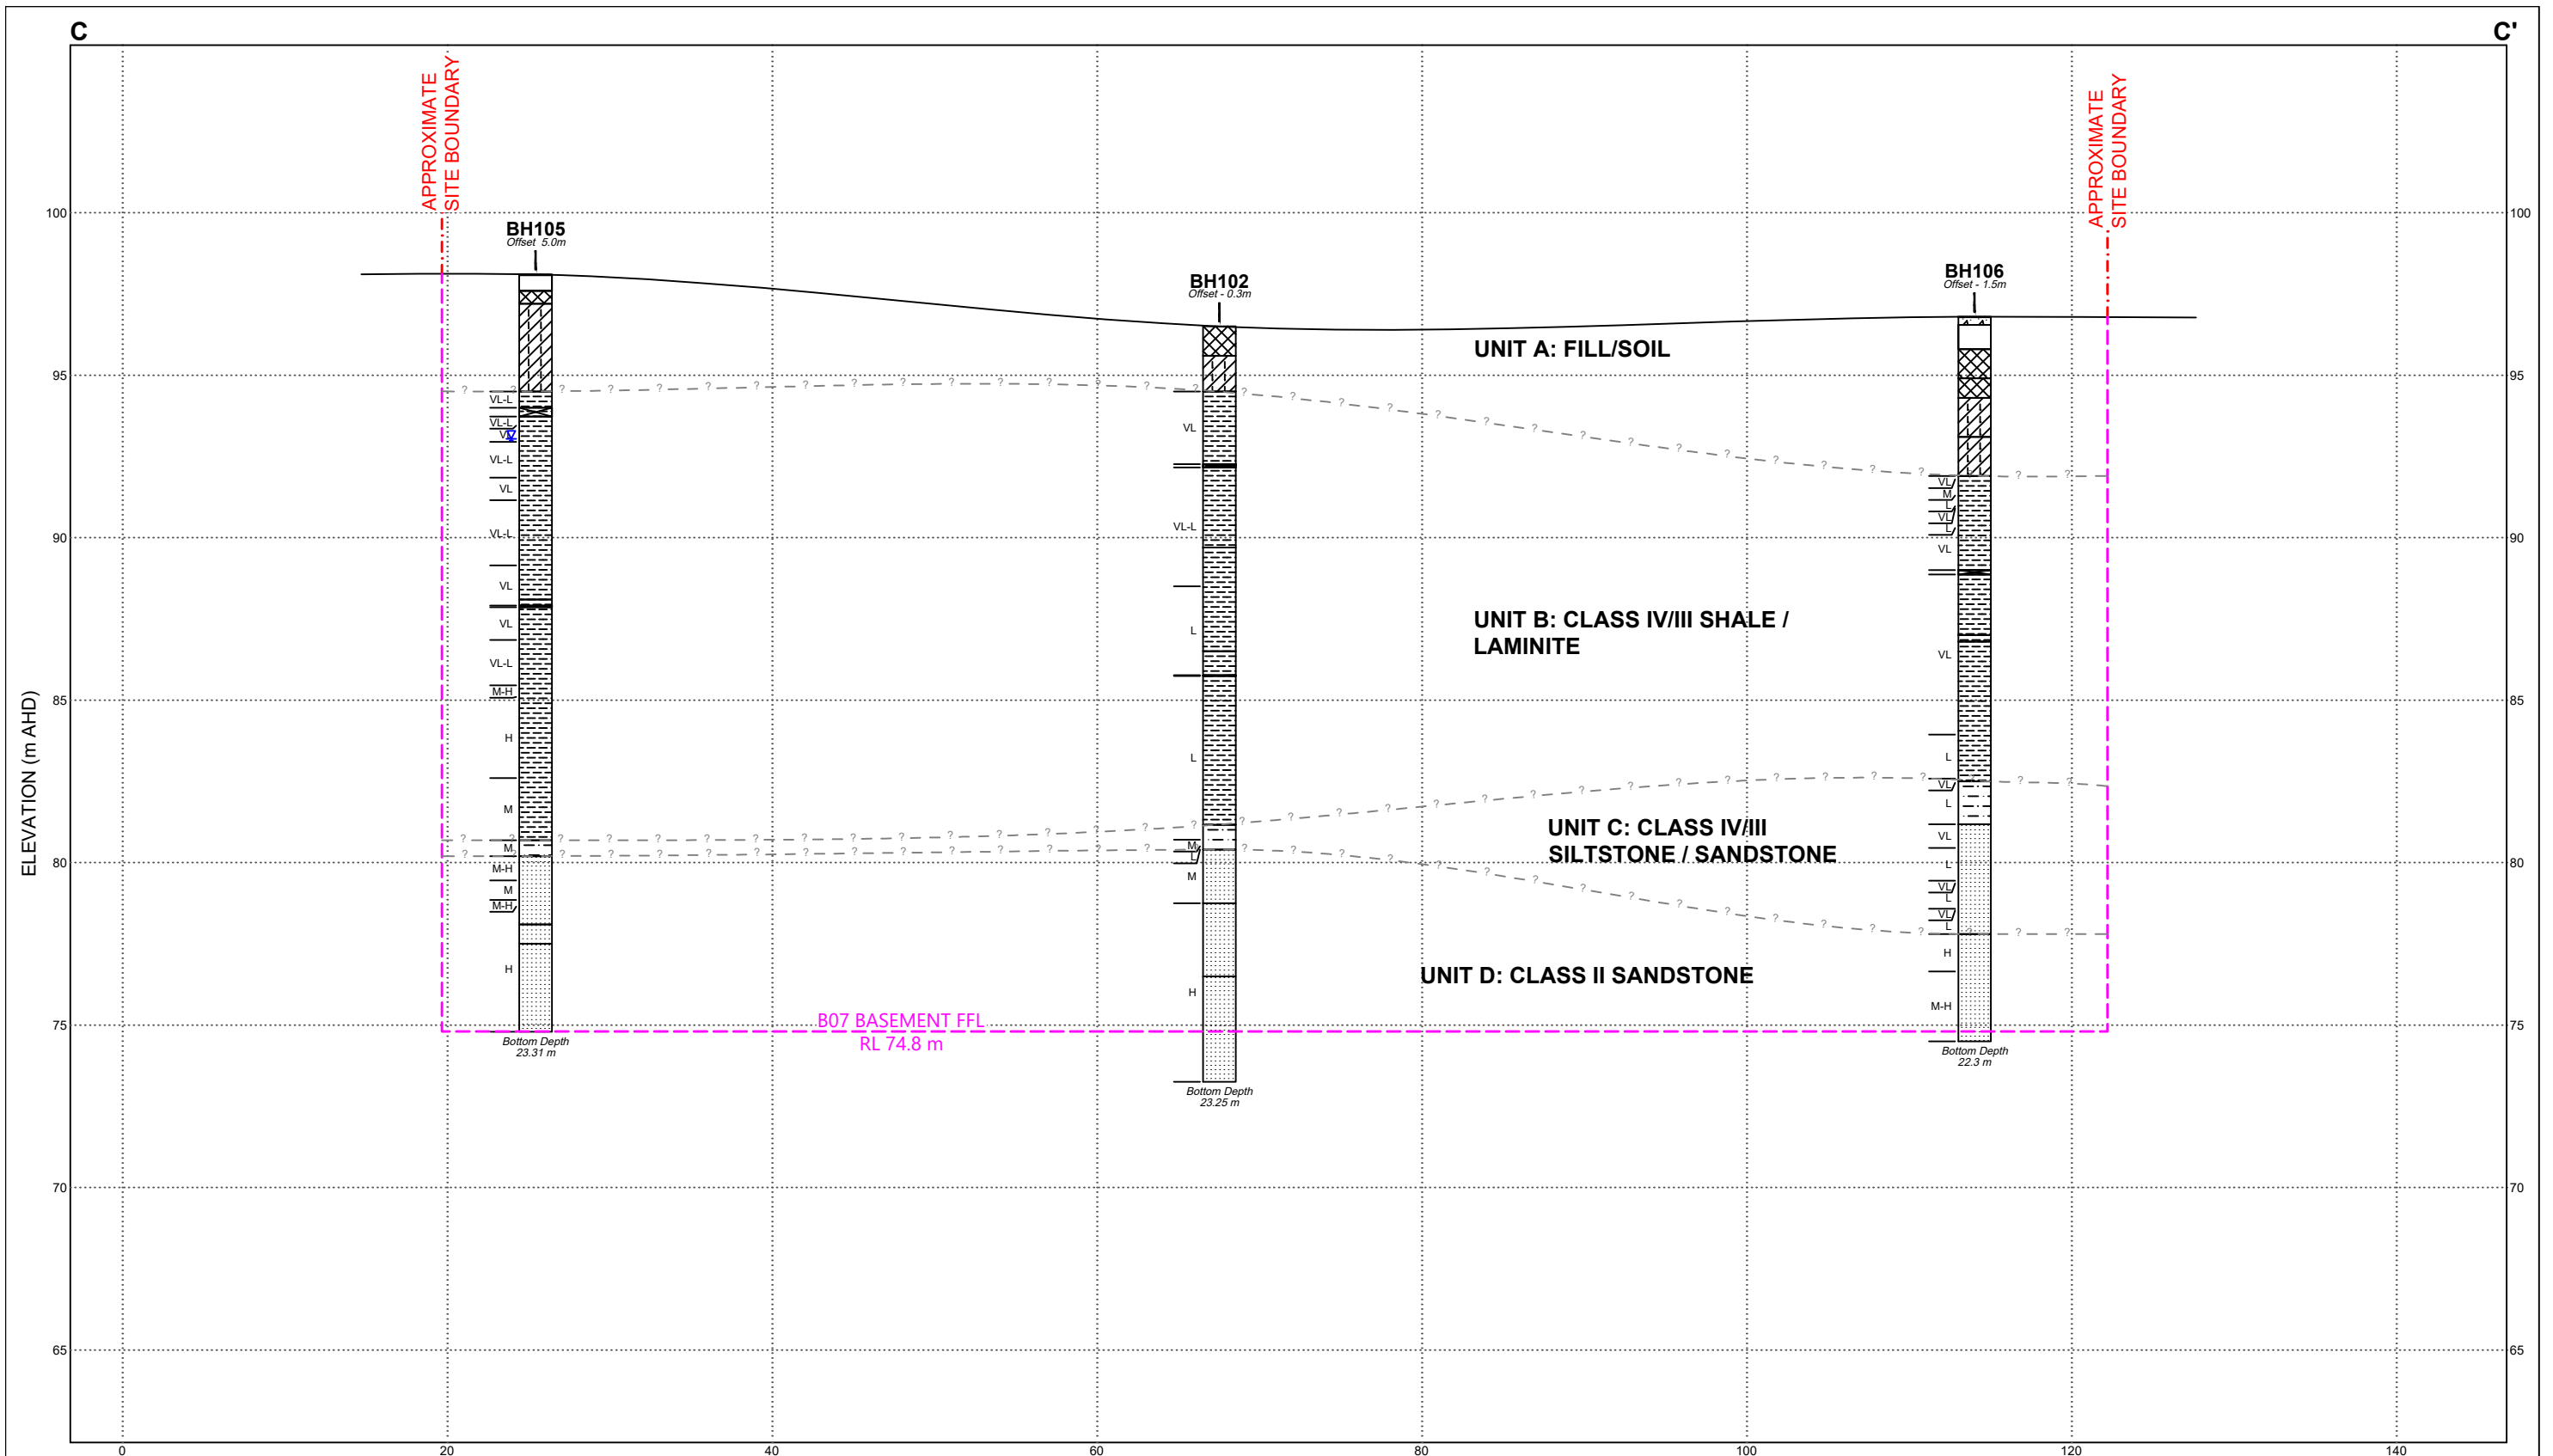 C
C'
APPROXIMATE
SITE BOUNDARY
APPROXIMATE
SITE BOUNDARY
ELEVATION (m AHD)
100
95
90
85
80
75
70
65
100
95
90
85
80
75
70
65
BH105
Offset 5.0m
VL-L
VL-L
VL
VL-L
VL
VL-L
VL
VL
VL-L
M-H
H
M
M
M-H
M
M-H
H
Bottom Depth
23.31 m
BH102
Offset - 0.3m
VL
VL-L
L
L
M
L
M
H
Bottom Depth
23.25 m
BH106
Offset - 1.5m
VL
M
L
VL
L
VL
VL
L
VL
L
VL
L
VL
L
VL
L
H
M-H
Bottom Depth
22.3 m
UNIT A: FILL/SOIL
UNIT B: CLASS IV/III SHALE /
LAMINITE
UNIT C: CLASS IV/III
SILTSTONE / SANDSTONE
UNIT D: CLASS II SANDSTONE
B07 BASEMENT FFL
RL 74.8 m
0
20
40
60
80
100
120
140